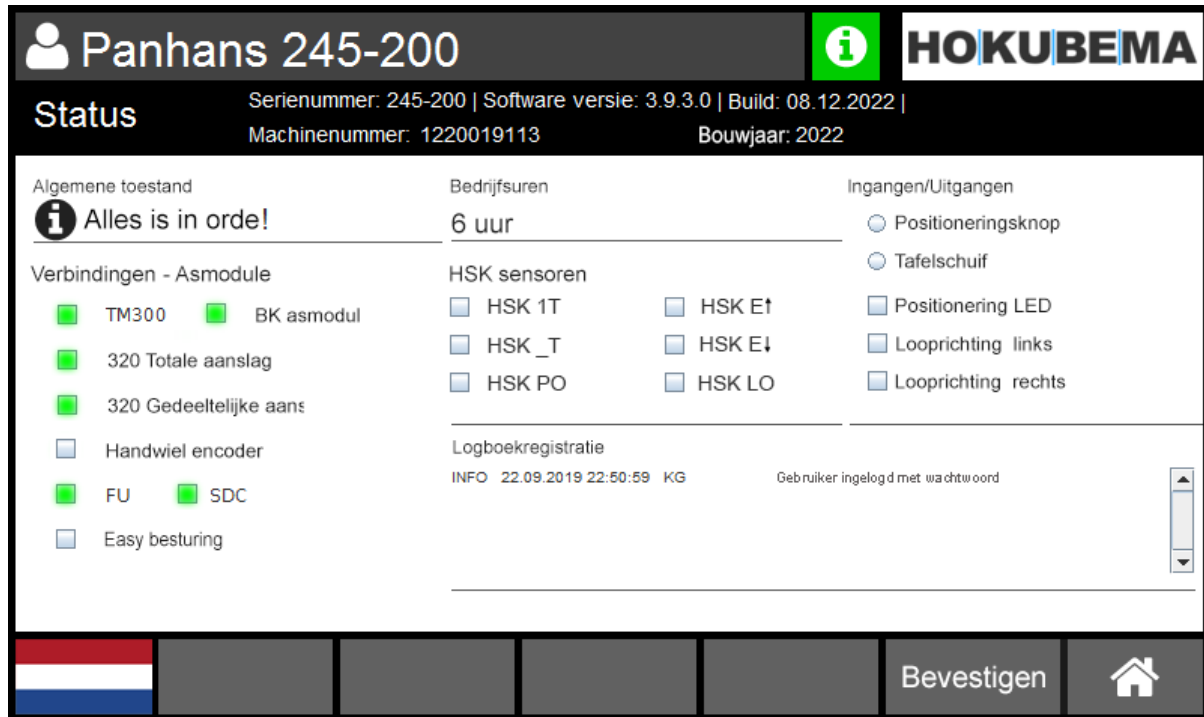 Panhans 245-200
HOKUBEMA
Status
Serienummer: 245-200 | Software versie: 3.9.3.0 | Build: 08.12.2022 |
Machinenummer: 1220019113 Bouwjaar: 2022
Algemene toestand
Alles is in orde!
Verbindingen - Asmodule
TM300 BK asmodul
320 Totale aanslag
320 Gedeeltelijke aans
Handwiel encoder
FU SDC
Easy besturing
Bedrijfsuren
6 uur
HSK sensoren
HSK 1T HSK E↑
HSK _T HSK E↓
HSK PO HSK LO
Ingangen/Uitgangen
Positioneringsknop
Tafelschuif
Positionering LED
Looprichting links
Looprichting rechts
Logboekregistratie
INFO 22.09.2019 22:50:59 KG Gebruiker ingelogd met wachtwoord
Bevestigen